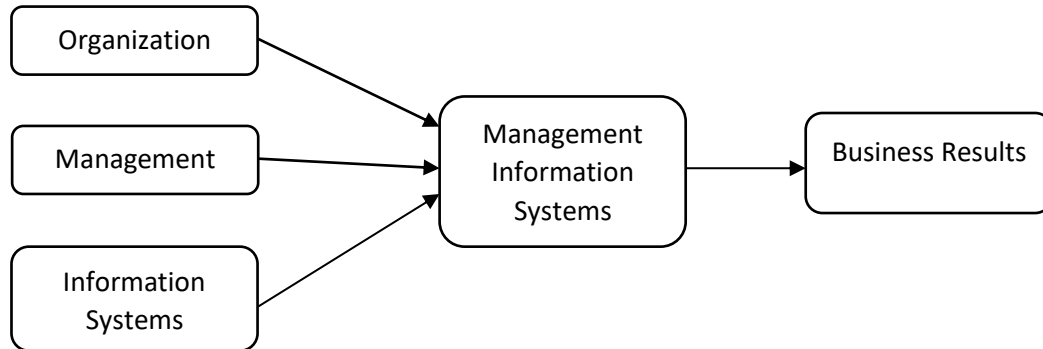 Organization
Management
Information
Systems
Management
Information
Systems
Business Results